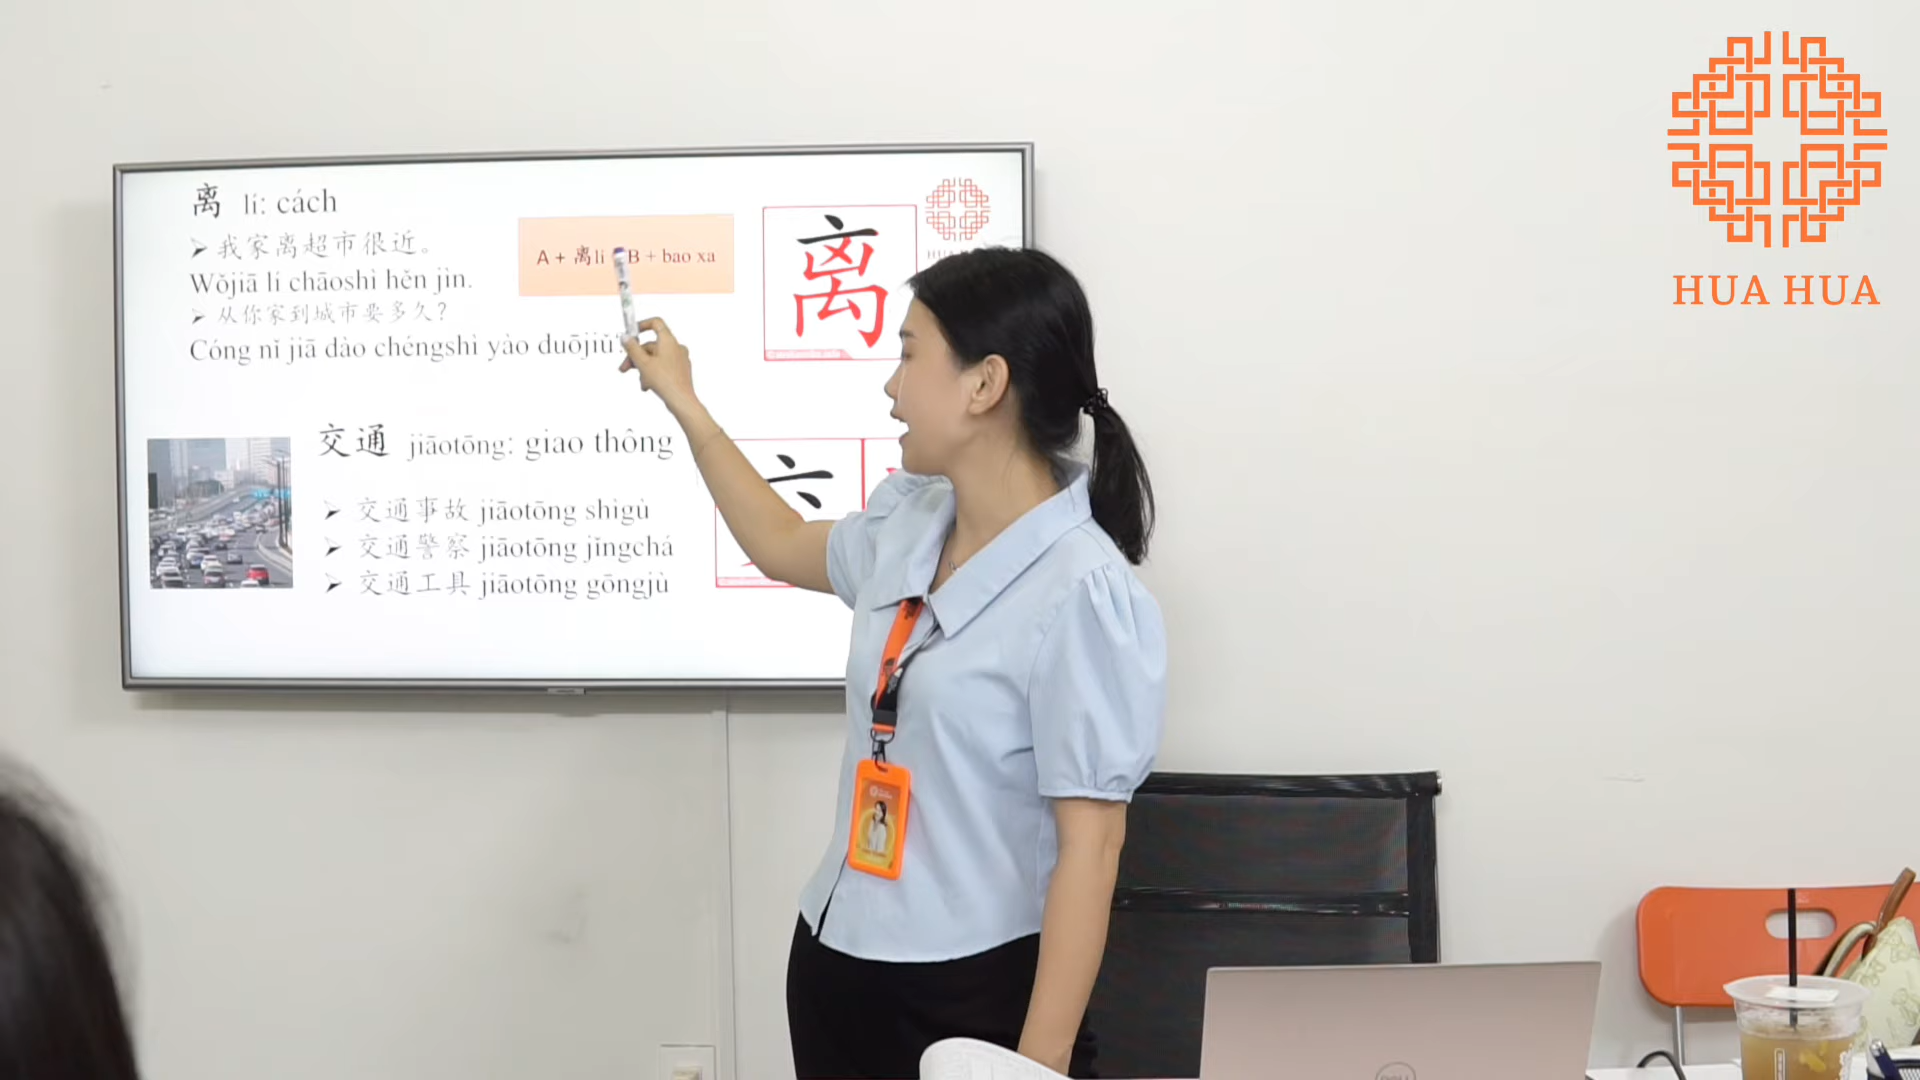 离 lí: cách
➤ 我家离超市很近。
Wǒjiā lí chāoshì hěn jìn.
➤ 从你家到城市要多久？
Cóng nǐ jiā dào chéngshì yào duōjiǔ?
A + 离lí B + bao xa
离
交通 jiāotōng: giao thông
➤ 交通事故 jiāotōng shìgù
➤ 交通警察 jiāotōng jǐngchá
➤ 交通工具 jiāotōng gōngjù
HUA HUA
DELL